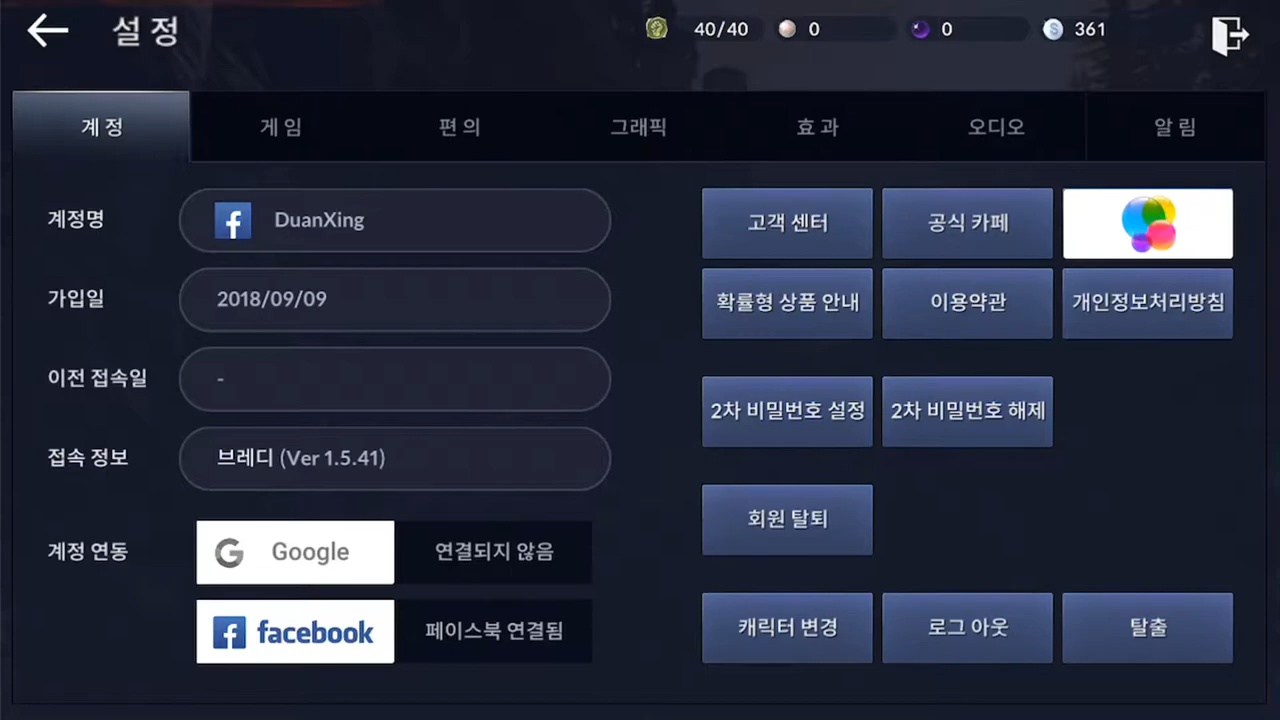 설정
40/40
0
0
361
계정
게임
편의
그래픽
효과
오디오
알림
계정명
DuanXing
고객 센터
공식 카페
가입일
2018/09/09
확률형 상품 안내
이용약관
개인정보처리방침
이전 접속일
-
2차 비밀번호 설정
2차 비밀번호 해제
접속 정보
브레디 (Ver 1.5.41)
회원 탈퇴
계정 연동
Google
연결되지 않음
facebook
페이스북 연결됨
캐릭터 변경
로그 아웃
탈출